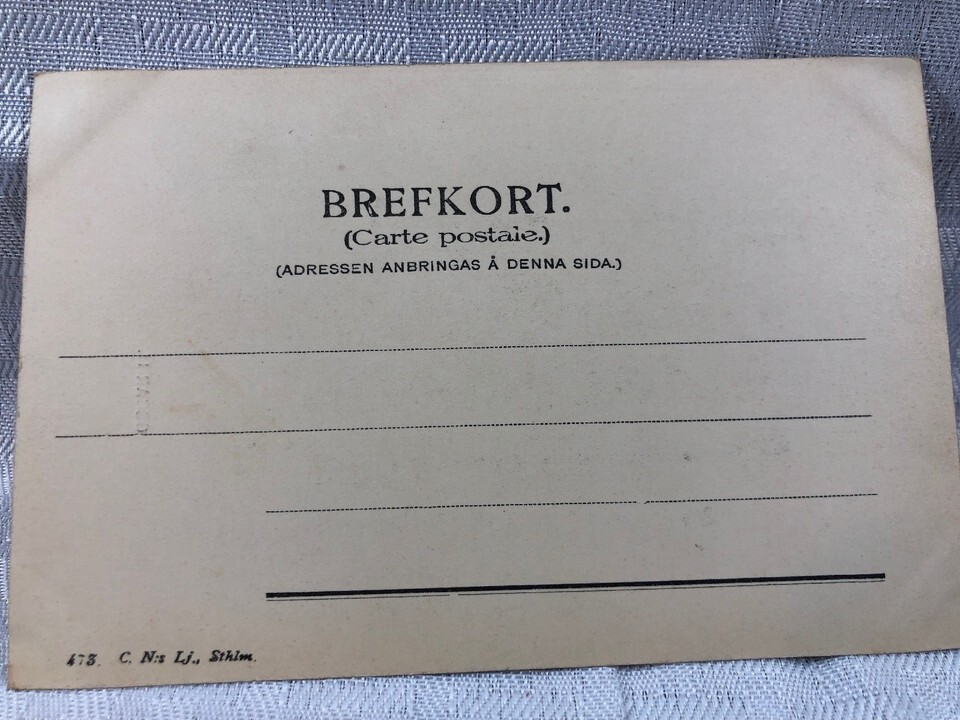 BREFKORT.
(Carte postale.)
(ADRESSEN ANBRINGAS Å DENNA SIDA.)
473. C. N:s Lj., Sthlm.